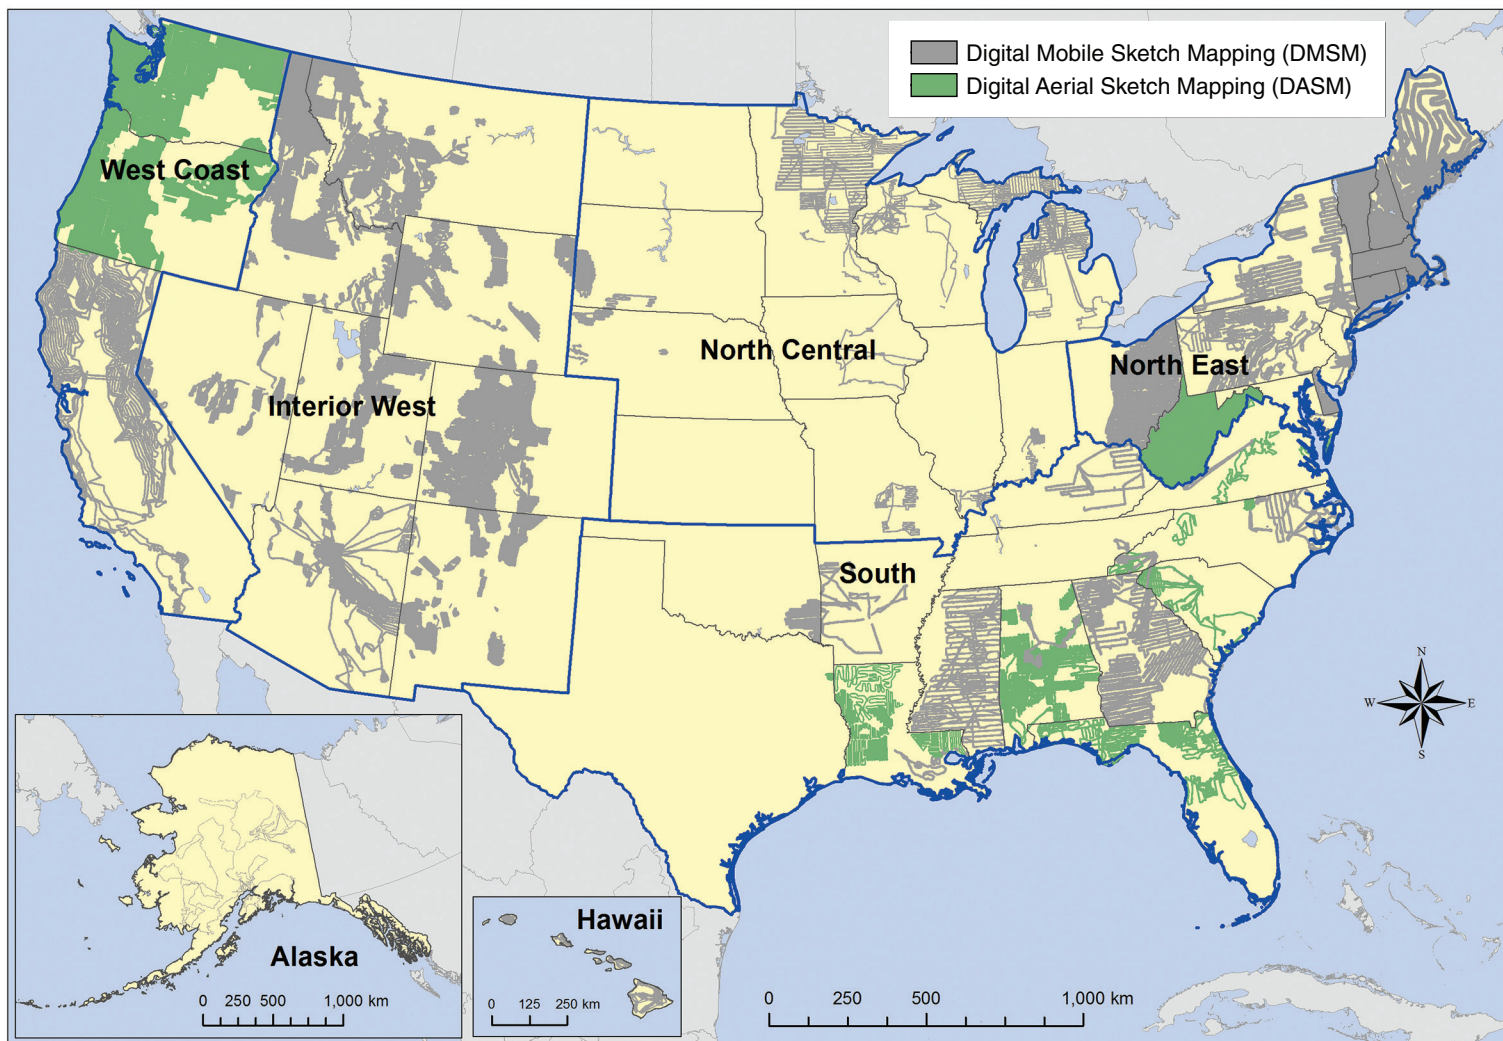 Digital Mobile Sketch Mapping (DMSM)
Digital Aerial Sketch Mapping (DASM)
West Coast
North Central
North East
Interior West
South
N
W
E
S
Alaska
0 250 500 1,000 km
Hawaii
0 125 250 km
0 250 500 1,000 km